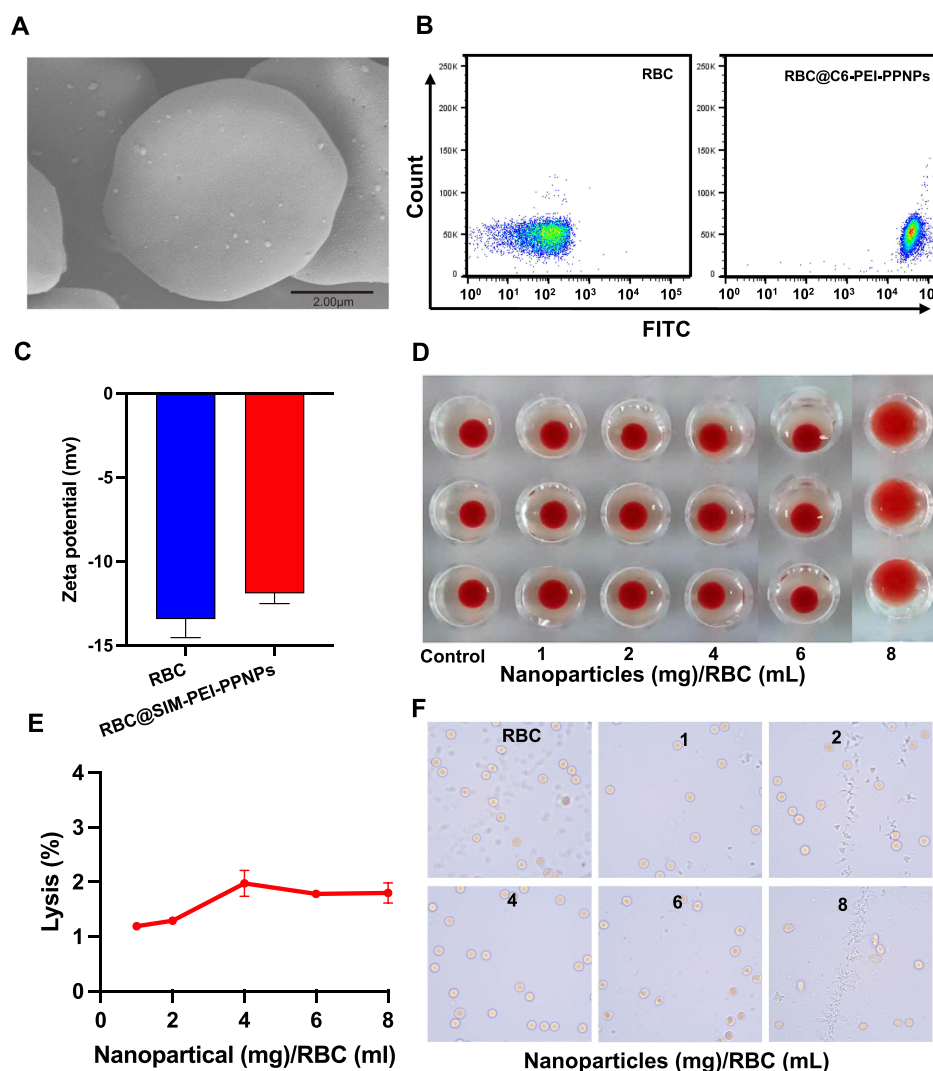 A
2.00μm
B
RBC
RBC@C6-PEI-PPNPs
Count
250K
200K
150K
100K
50K
0
10⁰ 10¹ 10² 10³ 10⁴ 10⁵
250K
200K
150K
100K
50K
0
10⁰ 10¹ 10² 10³ 10⁴ 10
FITC
C
Zeta potential (mv)
0
-5
-10
-15
RBC
RBC@SIM-PEI-PPNPs
D
Control 1 2 4 6 8
Nanoparticles (mg)/RBC (mL)
E
Lysis (%)
4
3
2
1
0
0 2 4 6 8
Nanopartical (mg)/RBC (ml)
F
RBC 1 2
4 6 8
Nanoparticles (mg)/RBC (mL)